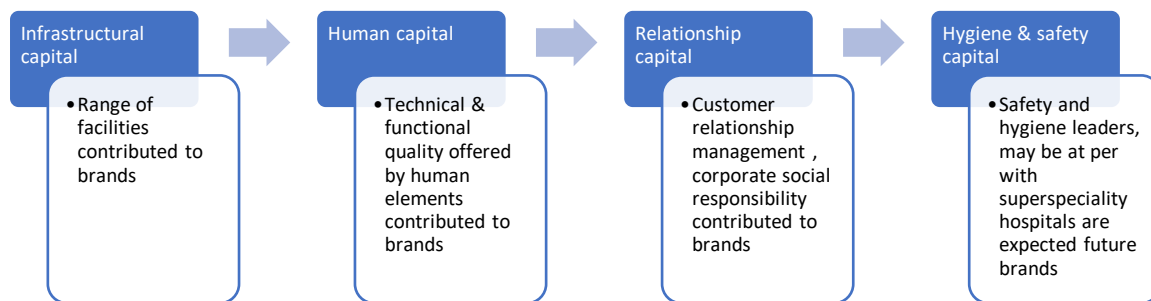 Infrastructural
capital
•Range of
facilities
contributed to
brands
Human capital
•Technical &
functional
quality offered
by human
elements
contributed to
brands
Relationship
capital
•Customer
relationship
management ,
corporate social
responsibility
contributed to
brands
Hygiene & safety
capital
•Safety and
hygiene leaders,
may be at per
with
superspeciality
hospitals are
expected future
brands